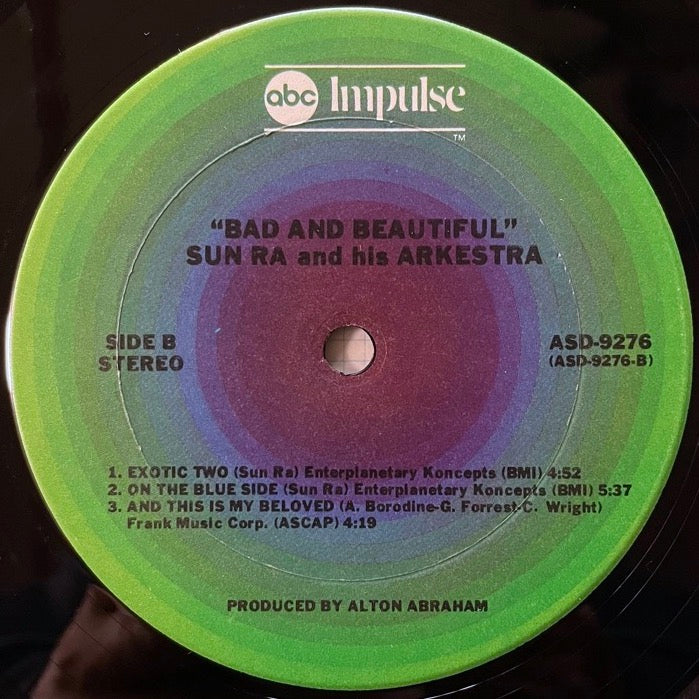 abc Impulse
TM
"BAD AND BEAUTIFUL"
SUN RA and his ARKESTRA
SIDE B
STEREO
ASD-9276
(ASD-9276-B)
1. EXOTIC TWO (Sun Ra) Enterplanetary Koncepts (BMI) 4:52
2. ON THE BLUE SIDE (Sun Ra) Enterplanetary Koncepts (BMI) 5:37
3. AND THIS IS MY BELOVED (A. Borodine-G. Forrest-C. Wright)
Frank Music Corp. (ASCAP) 4:19
PRODUCED BY ALTON ABRAHAM